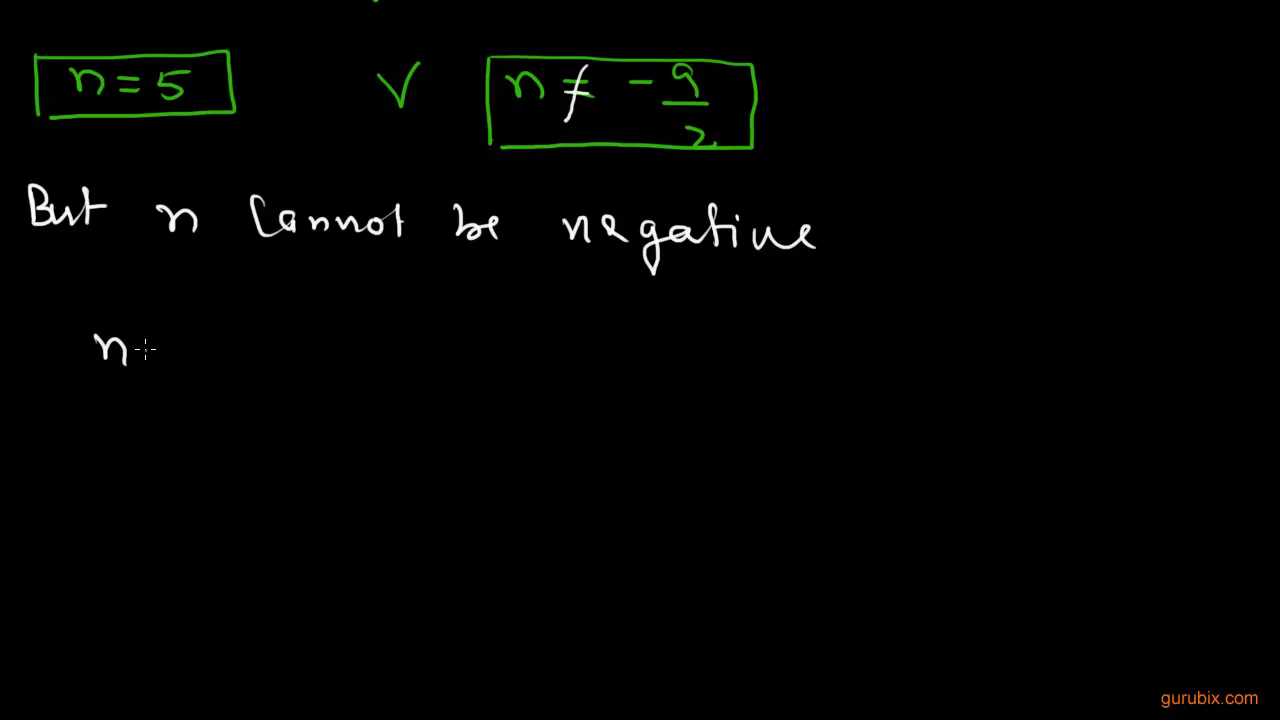 n = 5 ∨ n ≠ -9/2
But n cannot be negative
n
gurubix.com